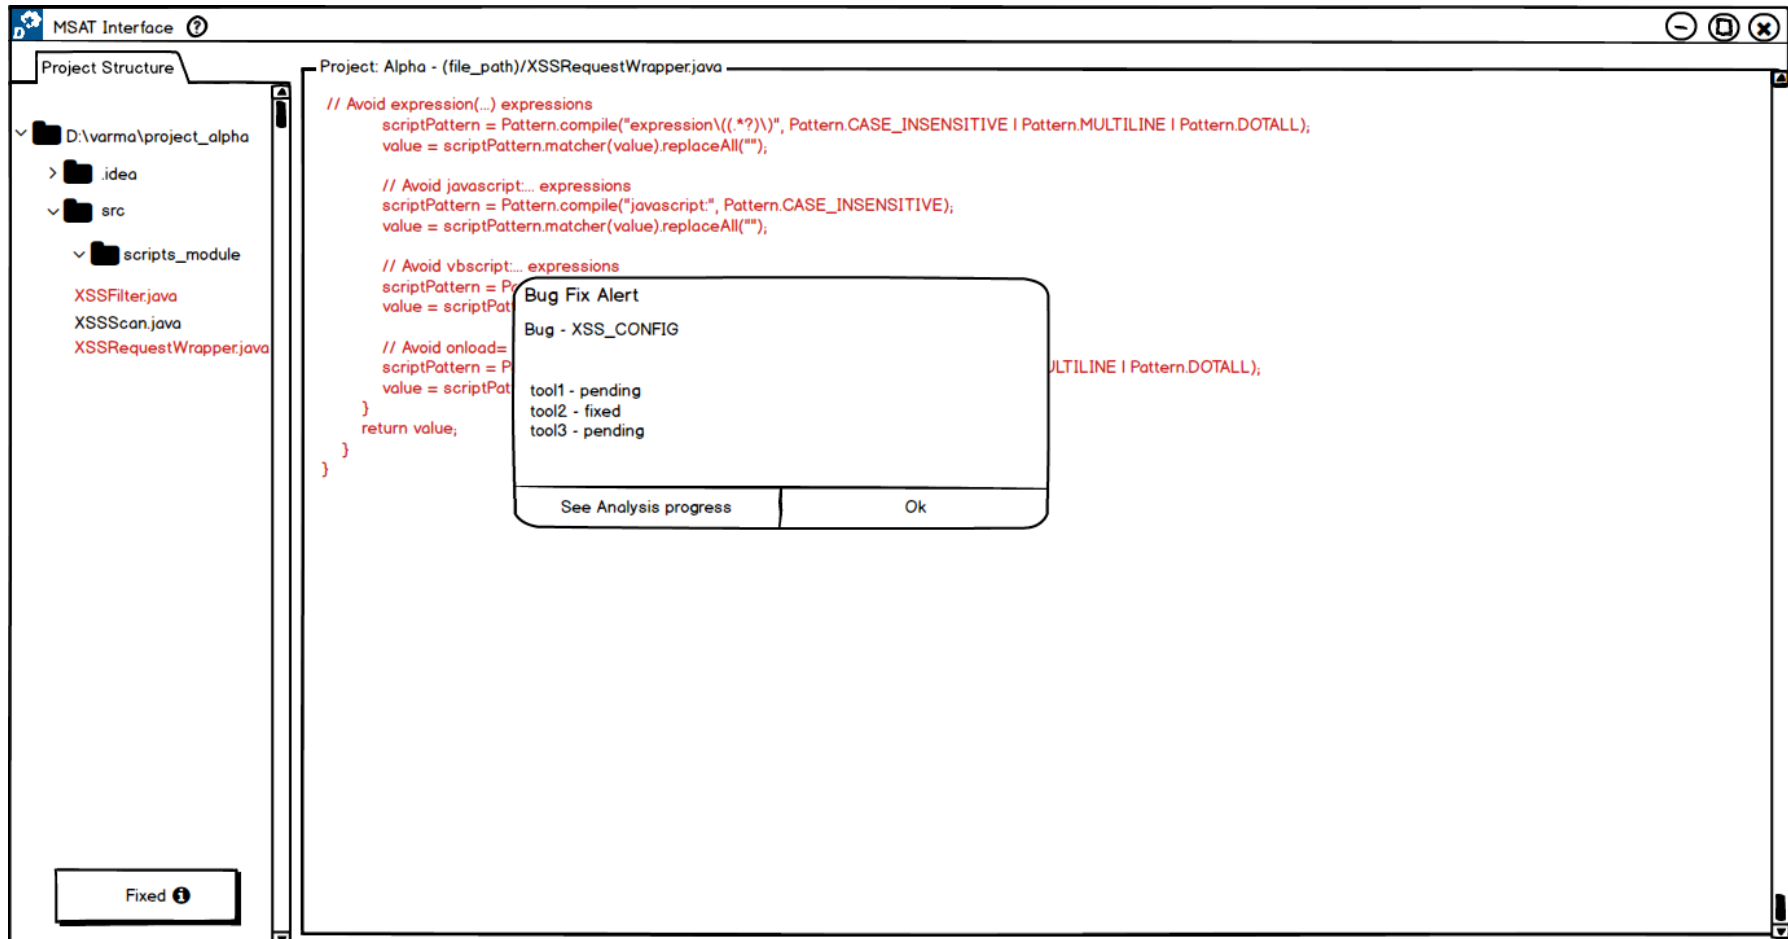 D
MSAT Interface ?
Project Structure
D:\varma\project_alpha
.idea
src
scripts_module
XSSFilter.java
XSSScan.java
XSSRequestWrapper.java
Fixed i
Project: Alpha - (file_path)/XSSRequestWrapper.java
// Avoid expression(...) expressions
scriptPattern = Pattern.compile("expression\((.*?)\)", Pattern.CASE_INSENSITIVE | Pattern.MULTILINE | Pattern.DOTALL);
value = scriptPattern.matcher(value).replaceAll("");
// Avoid javascript:... expressions
scriptPattern = Pattern.compile("javascript:", Pattern.CASE_INSENSITIVE);
value = scriptPattern.matcher(value).replaceAll("");
// Avoid vbscript:... expressions
scriptPattern = Pa
value = scriptPat
// Avoid onload=
scriptPattern = P ULTILINE | Pattern.DOTALL);
value = scriptPat
}
return value;
}
}
Bug Fix Alert
Bug - XSS_CONFIG
tool1 - pending
tool2 - fixed
tool3 - pending
See Analysis progress
Ok